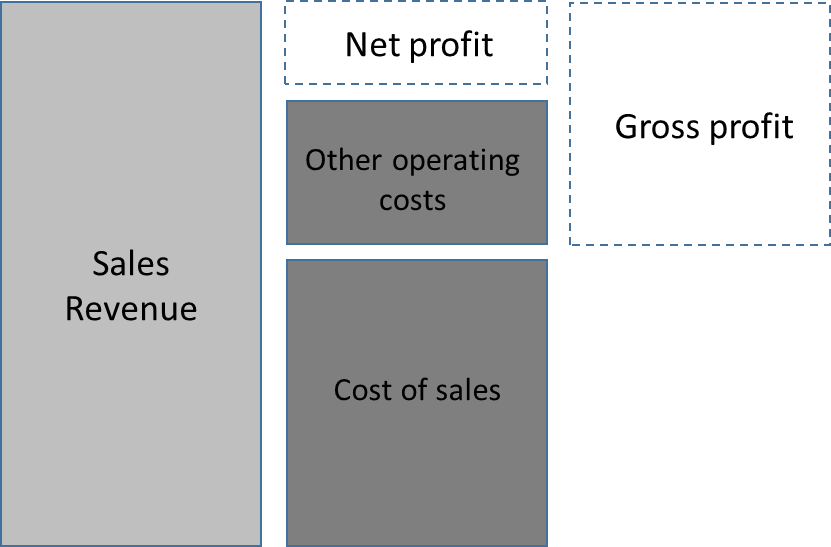 Sales
Revenue
Net profit
Other operating
costs
Cost of sales
Gross profit